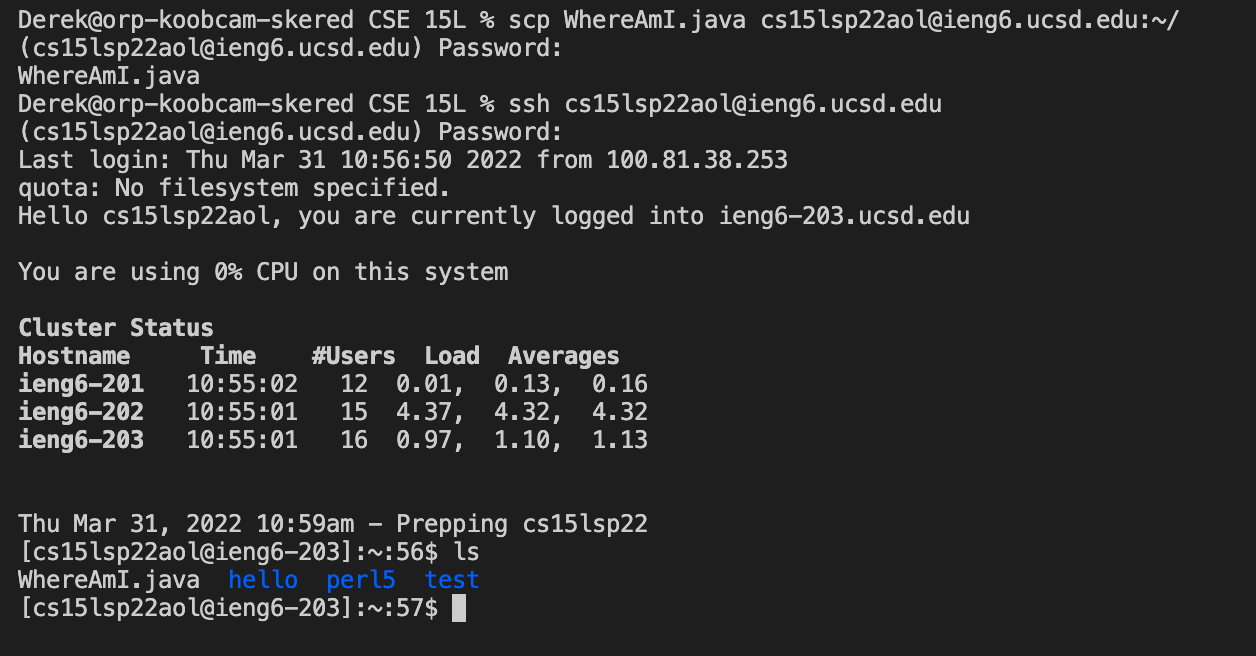 Derek@orp-koobcam-skered CSE 15L % scp WhereAmI.java cs15lsp22aol@ieng6.ucsd.edu:~/
(cs15lsp22aol@ieng6.ucsd.edu) Password:
WhereAmI.java
Derek@orp-koobcam-skered CSE 15L % ssh cs15lsp22aol@ieng6.ucsd.edu
(cs15lsp22aol@ieng6.ucsd.edu) Password:
Last login: Thu Mar 31 10:56:50 2022 from 100.81.38.253
quota: No filesystem specified.
Hello cs15lsp22aol, you are currently logged into ieng6-203.ucsd.edu
You are using 0% CPU on this system
Cluster Status
Hostname     Time    #Users  Load  Averages
ieng6-201   10:55:02   12  0.01,  0.13,  0.16
ieng6-202   10:55:01   15  4.37,  4.32,  4.32
ieng6-203   10:55:01   16  0.97,  1.10,  1.13
Thu Mar 31, 2022 10:59am - Prepping cs15lsp22
[cs15lsp22aol@ieng6-203]:~:56$ ls
WhereAmI.java  hello  perl5  test
[cs15lsp22aol@ieng6-203]:~:57$